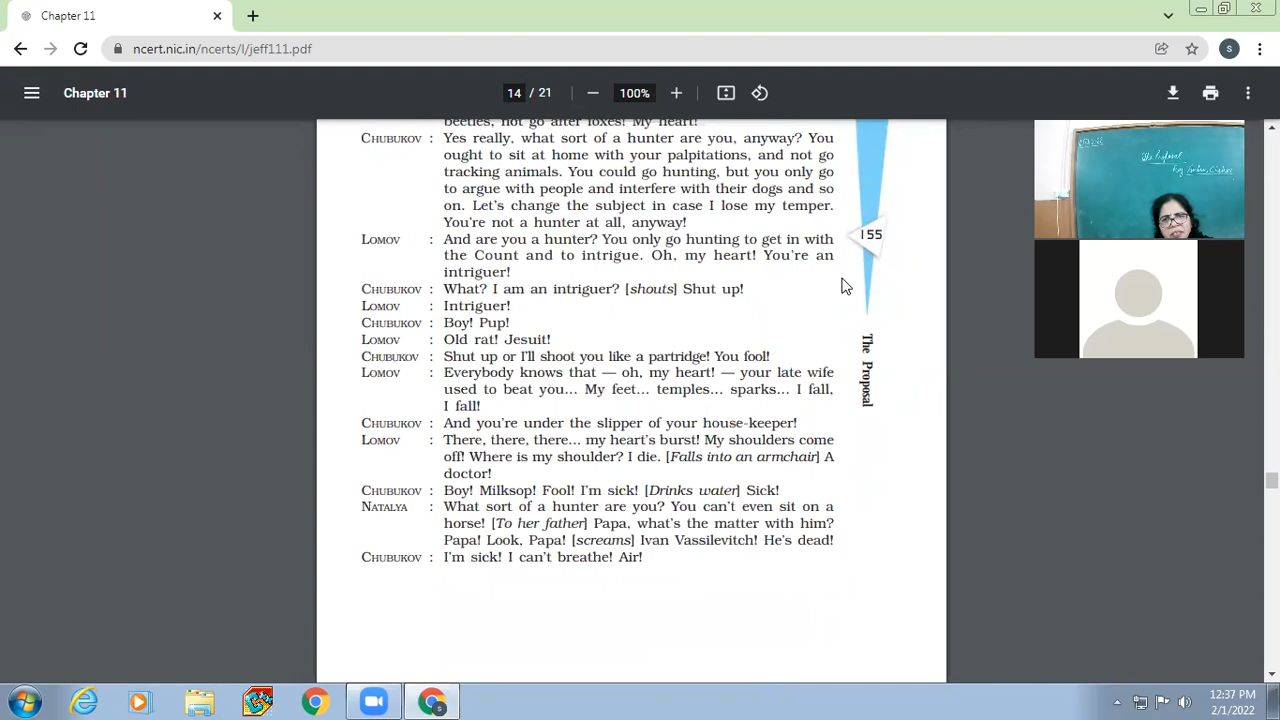 Chapter 11
ncert.nic.in/ncerts/l/jeff111.pdf
S
Chapter 11
14 / 21
100%
beetles, not go after foxes! My heart!
CHUBUKOV : Yes really, what sort of a hunter are you, anyway? You
ought to sit at home with your palpitations, and not go
tracking animals. You could go hunting, but you only go
to argue with people and interfere with their dogs and so
on. Let's change the subject in case I lose my temper.
You're not a hunter at all, anyway!
LOMOV : And are you a hunter? You only go hunting to get in with
the Count and to intrigue. Oh, my heart! You're an
intriguer!
CHUBUKOV : What? I am an intriguer? [shouts] Shut up!
LOMOV : Intriguer!
CHUBUKOV : Boy! Pup!
LOMOV : Old rat! Jesuit!
CHUBUKOV : Shut up or I'll shoot you like a partridge! You fool!
LOMOV : Everybody knows that — oh, my heart! — your late wife
used to beat you... My feet... temples... sparks... I fall,
I fall!
CHUBUKOV : And you're under the slipper of your house-keeper!
LOMOV : There, there, there... my heart's burst! My shoulders come
off! Where is my shoulder? I die. [Falls into an armchair] A
doctor!
CHUBUKOV : Boy! Milksop! Fool! I'm sick! [Drinks water] Sick!
NATALYA : What sort of a hunter are you? You can't even sit on a
horse! [To her father] Papa, what's the matter with him?
Papa! Look, Papa! [screams] Ivan Vassilevitch! He's dead!
CHUBUKOV : I'm sick! I can't breathe! Air!
155
The Proposal
The Proposal
By
S
12:37 PM
2/1/2022